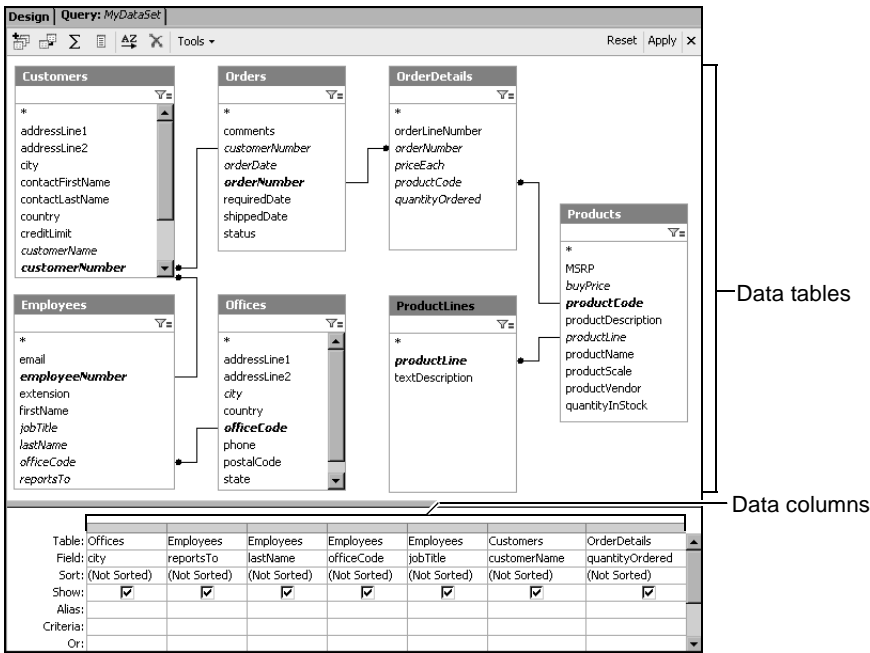 Design Query: MyDataSet
Tools Reset Apply
Customers
*
addressLine1
addressLine2
city
contactFirstName
contactLastName
country
creditLimit
customerName
customerNumber
Orders
*
comments
customerNumber
orderDate
orderNumber
requiredDate
shippedDate
status
OrderDetails
*
orderLineNumber
orderNumber
priceEach
productCode
quantityOrdered
Products
*
MSRP
buyPrice
productCode
productDescription
productLine
productName
productScale
productVendor
quantityInStock
Data tables
Employees
*
email
employeeNumber
extension
firstName
jobTitle
lastName
officeCode
reportsTo
Offices
*
addressLine1
addressLine2
city
country
officeCode
phone
postalCode
state
ProductLines
*
productLine
textDescription
Data columns
Table: Offices Employees Employees Employees Employees Customers OrderDetails
Field: city reportsTo lastName officeCode jobTitle customerName quantityOrdered
Sort: (Not Sorted) (Not Sorted) (Not Sorted) (Not Sorted) (Not Sorted) (Not Sorted) (Not Sorted)
Show:
Alias:
Criteria:
Or: